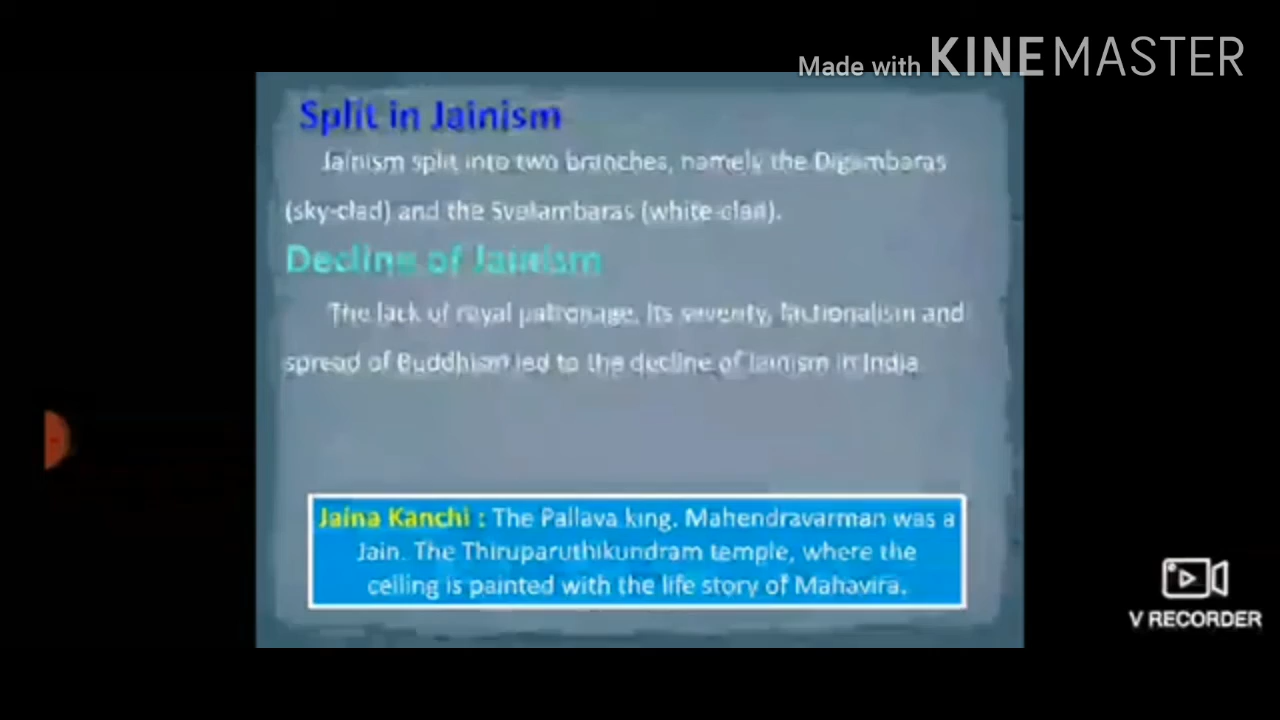 Made with KINEMASTER
Split in Jainism
Jainism split into two branches, namely the Digambaras
(sky-clad) and the Svetambaras (white-clad).
Decline of Jainism
The lack of royal patronage, its severity, factionalism and
spread of Buddhism led to the decline of Jainism in India
Jaina Kanchi : The Pallava king, Mahendravarman was a
Jain. The Thiruparuthikundram temple, where the
ceiling is painted with the life story of Mahavira.
V RECORDER